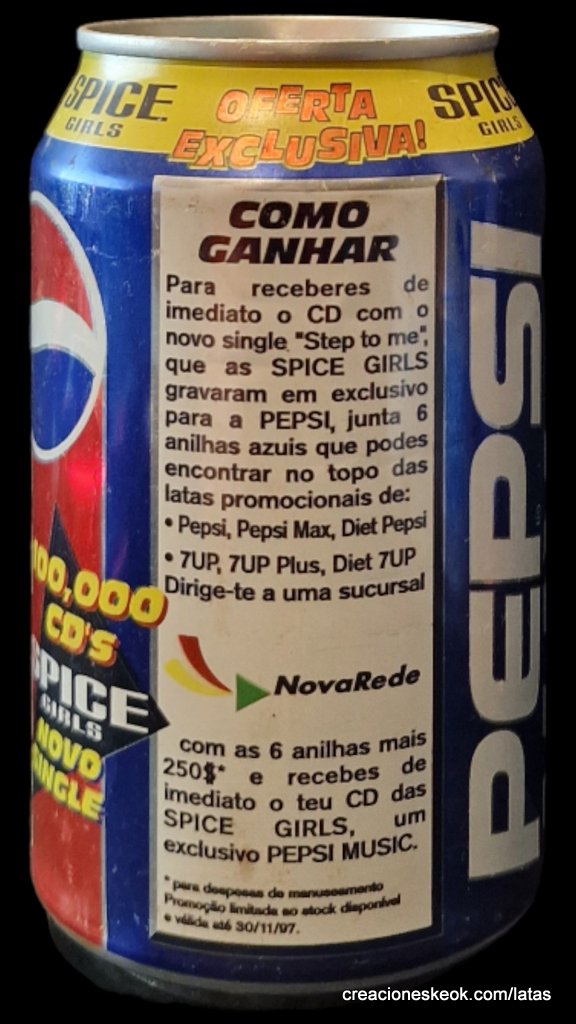 SPICE
GIRLS
OFERTA
EXCLUSIVA!
SPICE
GIRLS
COMO
GANHAR
Para receberes de
imediato o CD com o
novo single "Step to me",
que as SPICE GIRLS
gravaram em exclusivo
para a PEPSI, junta 6
anilhas azuis que podes
encontrar no topo das
latas promocionais de:
• Pepsi, Pepsi Max, Diet Pepsi
• 7UP, 7UP Plus, Diet 7UP
Dirige-te a uma sucursal
NovaRede
com as 6 anilhas mais
250$* e recebes de
imediato o teu CD das
SPICE GIRLS, um
exclusivo PEPSI MUSIC.
* para despesas de manuseamento
Promoção limitada ao stock disponível
e válida até 30/11/97.
100,000
CD'S
SPICE
GIRLS
NOVO
SINGLE
PEPSI
creacioneskeok.com/latas